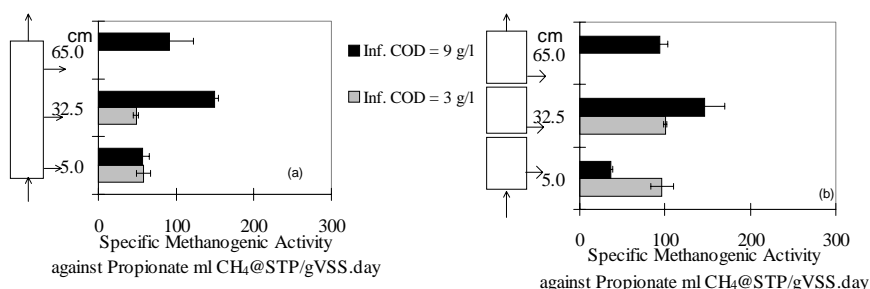 cm
65.0
32.5
5.0
(a)
0 100 200 300
Specific Methanogenic Activity
against Propionate ml CH₄@STP/gVSS.day
Inf. COD = 9 g/l
Inf. COD = 3 g/l
cm
65.0
32.5
5.0
(b)
0 100 200 300
Specific Methanogenic Activity
against Propionate ml CH₄@STP/gVSS.day